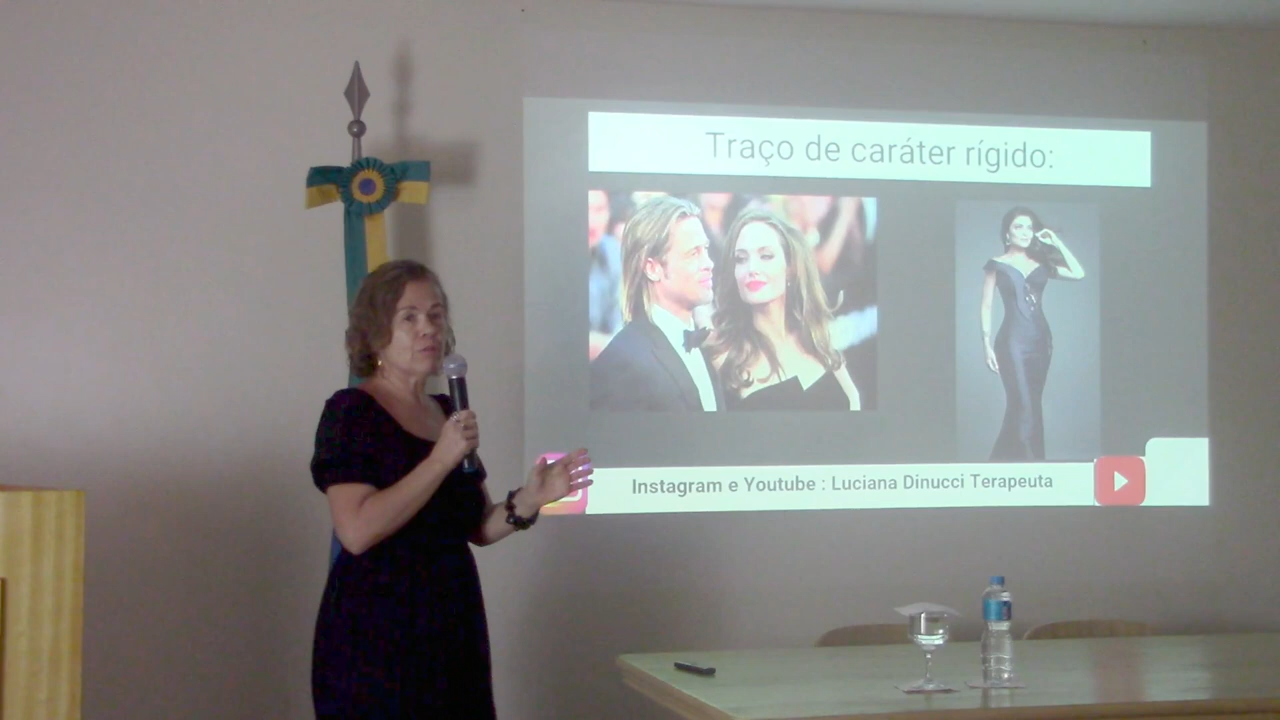 Traço de caráter rígido:
Instagram e Youtube : Luciana Dinucci Terapeuta